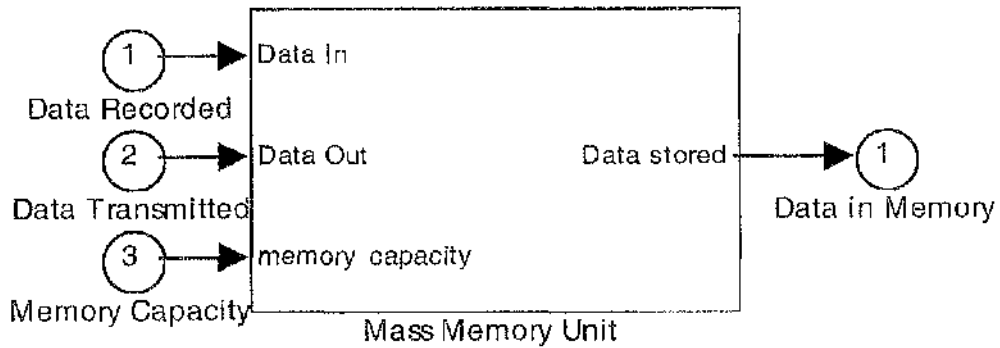 1
Data In
Data Recorded
2
Data Out
Data stored
1
Data Transmitted
Data in Memory
3
memory capacity
Memory Capacity
Mass Memory Unit